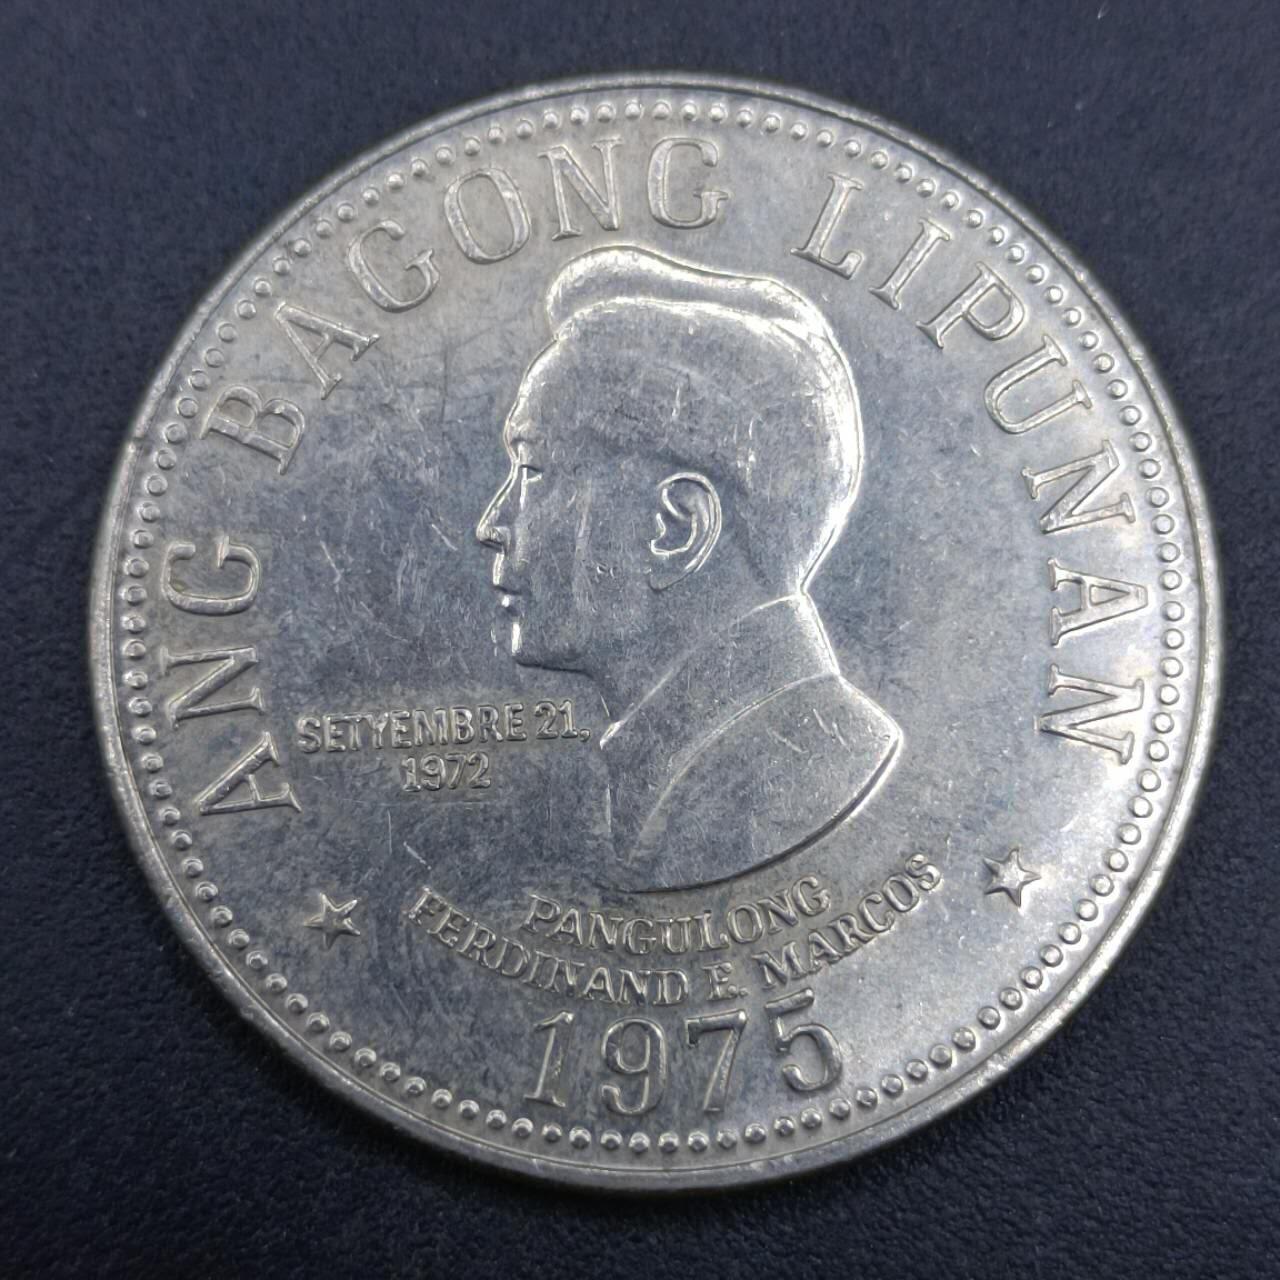 ANG BAGONG LIPUNAN
SETYEMBRE 21,
1972
PANGULONG
FERDINAND E. MARCOS
1975